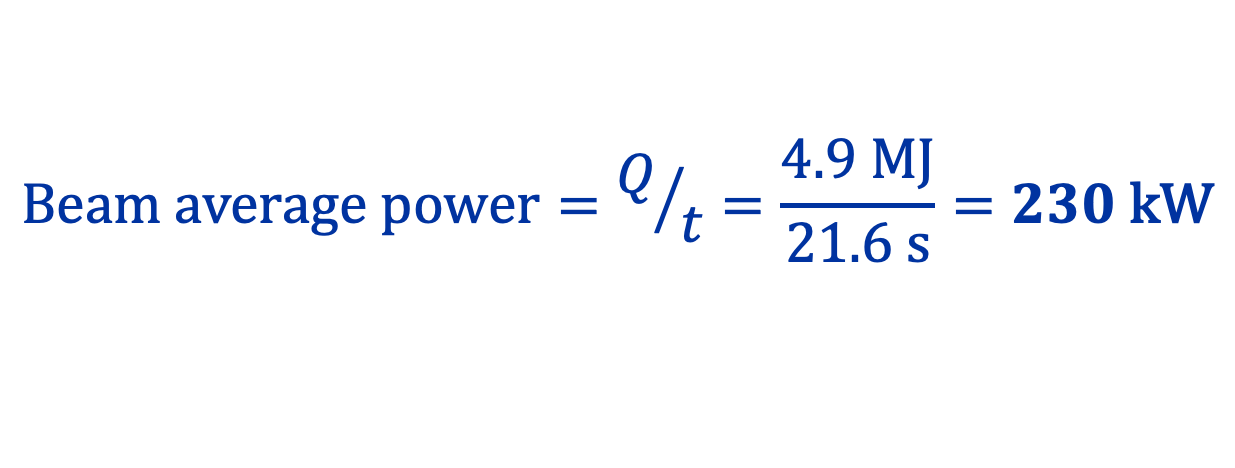 Beam average power = Q/t = 4.9 MJ / 21.6 s = 230 kW